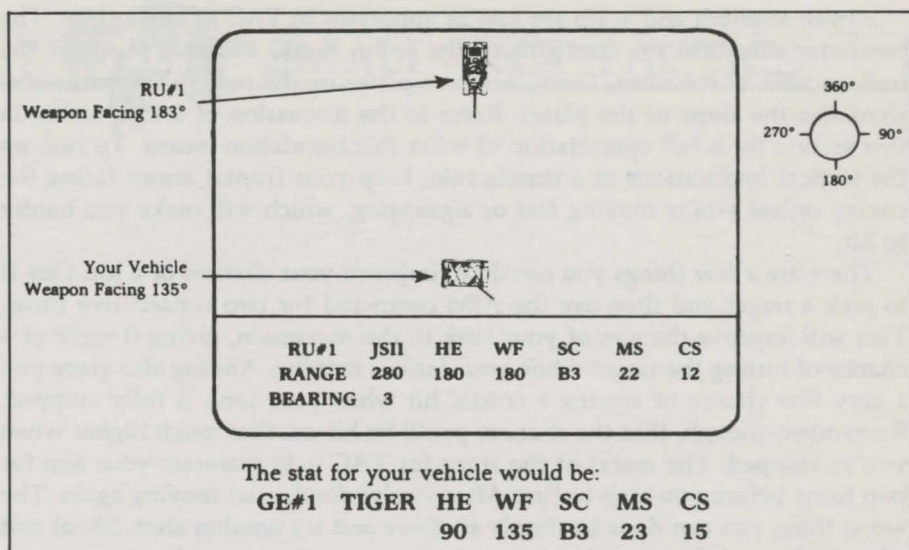 RU#1
Weapon Facing 183°
360°
270°
90°
180°
Your Vehicle
Weapon Facing 135°
RU#1 JSII HE WF SC MS CS
RANGE 280 180 180 B3 22 12
BEARING 3
The stat for your vehicle would be:
GE#1 TIGER HE WF SC MS CS
90 135 B3 23 15